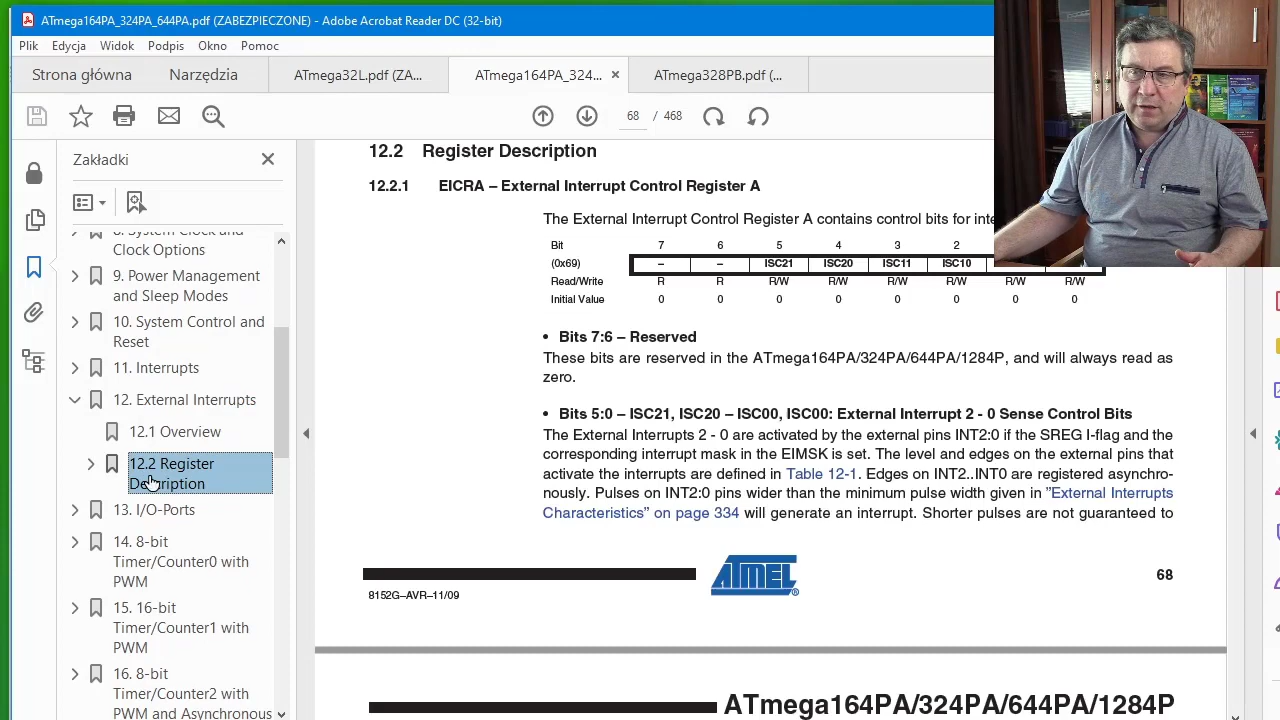 ATmega164PA_324PA_644PA.pdf (ZABEZPIECZONE) - Adobe Acrobat Reader DC (32-bit)
Plik Edycja Widok Podpis Okno Pomoc
Strona główna Narzędzia ATmega32L.pdf (ZA... ATmega164PA_324... × ATmega328PB.pdf (...
68 / 468
Zakładki
8. System Clock and
Clock Options
9. Power Management
and Sleep Modes
10. System Control and
Reset
11. Interrupts
12. External Interrupts
12.1 Overview
12.2 Register
Description
13. I/O-Ports
14. 8-bit
Timer/Counter0 with
PWM
15. 16-bit
Timer/Counter1 with
PWM
16. 8-bit
Timer/Counter2 with
PWM and Asynchronous
12.2 Register Description
12.2.1 EICRA – External Interrupt Control Register A
The External Interrupt Control Register A contains control bits for
Bit 7 6 5 4 3 2
(0x69) – – ISC21 ISC20 ISC11 ISC10
Read/Write R R R/W R/W R/W R/W R/W R/W
Initial Value 0 0 0 0 0 0 0 0
• Bits 7:6 – Reserved
These bits are reserved in the ATmega164PA/324PA/644PA/1284P, and will always read as
zero.
• Bits 5:0 – ISC21, ISC20 – ISC00, ISC00: External Interrupt 2 - 0 Sense Control Bits
The External Interrupts 2 - 0 are activated by the external pins INT2:0 if the SREG I-flag and the
corresponding interrupt mask in the EIMSK is set. The level and edges on the external pins that
activate the interrupts are defined in Table 12-1. Edges on INT2..INT0 are registered asynchro-
nously. Pulses on INT2:0 pins wider than the minimum pulse width given in "External Interrupts
Characteristics" on page 334 will generate an interrupt. Shorter pulses are not guaranteed to
ATMEL ®
68
8152G–AVR–11/09
ATmega164PA/324PA/644PA/1284P